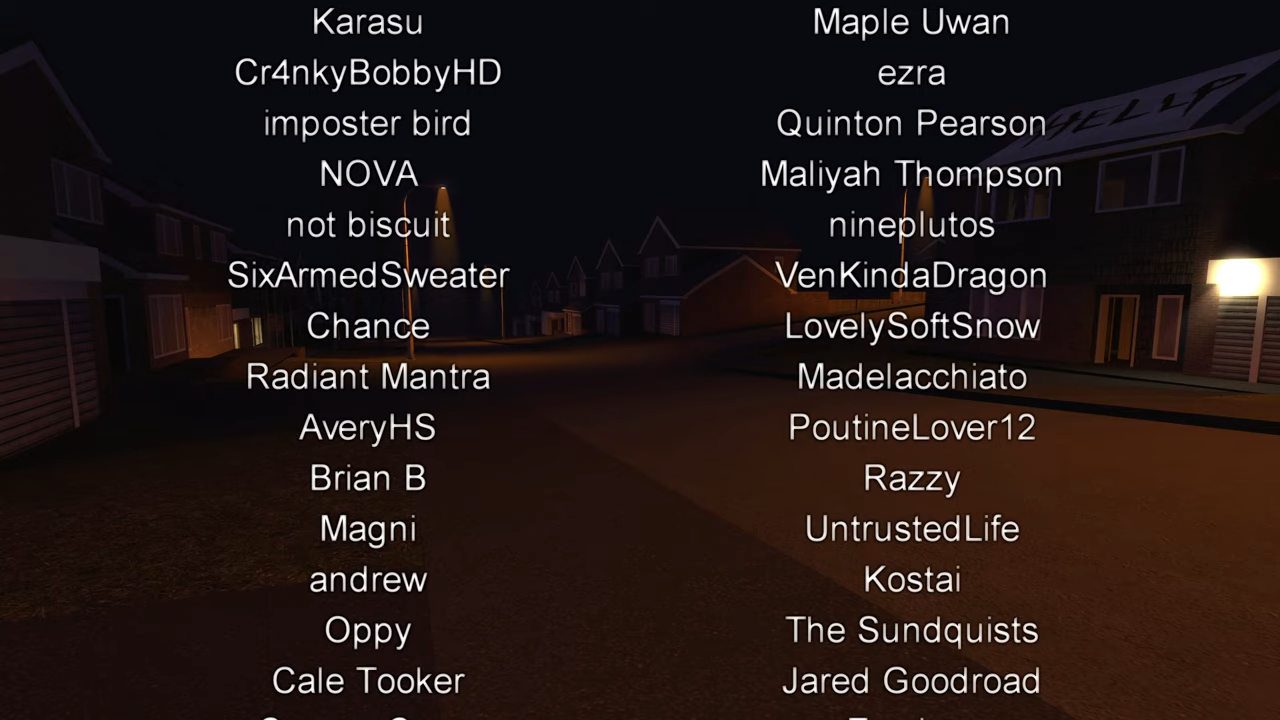 Karasu
Cr4nkyBobbyHD
imposter bird
NOVA
not biscuit
SixArmedSweater
Chance
Radiant Mantra
AveryHS
Brian B
Magni
andrew
Oppy
Cale Tooker
Maple Uwan
ezra
Quinton Pearson
Maliyah Thompson
nineplutos
VenKindaDragon
LovelySoftSnow
Madelacchiato
PoutineLover12
Razzy
UntrustedLife
Kostai
The Sundquists
Jared Goodroad
HELLP